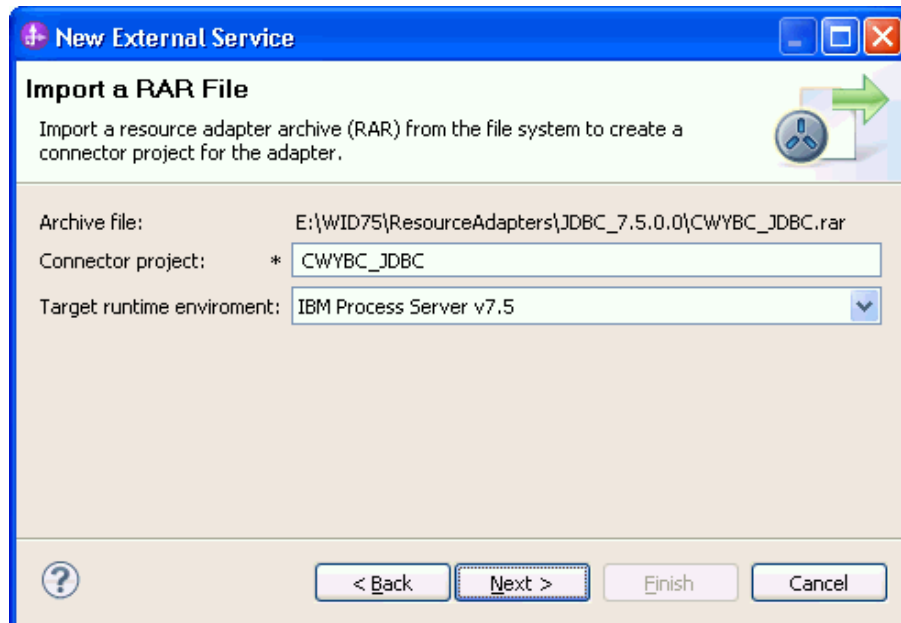 New External Service
Import a RAR File
Import a resource adapter archive (RAR) from the file system to create a
connector project for the adapter.
Archive file: E:\WID75\ResourceAdapters\JDBC_7.5.0.0\CWYBC_JDBC.rar
Connector project: * CWYBC_JDBC
Target runtime enviroment: IBM Process Server v7.5
? < Back Next > Finish Cancel